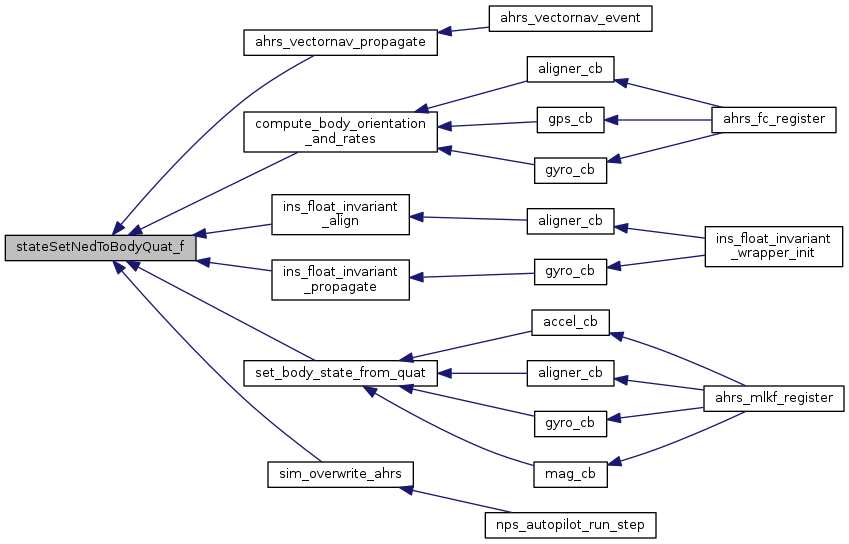 stateSetNedToBodyQuat_f
ahrs_vectornav_propagate
ahrs_vectornav_event
compute_body_orientation
_and_rates
aligner_cb
gps_cb
gyro_cb
ahrs_fc_register
ins_float_invariant
_align
aligner_cb
ins_float_invariant
_propagate
gyro_cb
ins_float_invariant
_wrapper_init
set_body_state_from_quat
accel_cb
aligner_cb
gyro_cb
mag_cb
ahrs_mlkf_register
sim_overwrite_ahrs
nps_autopilot_run_step